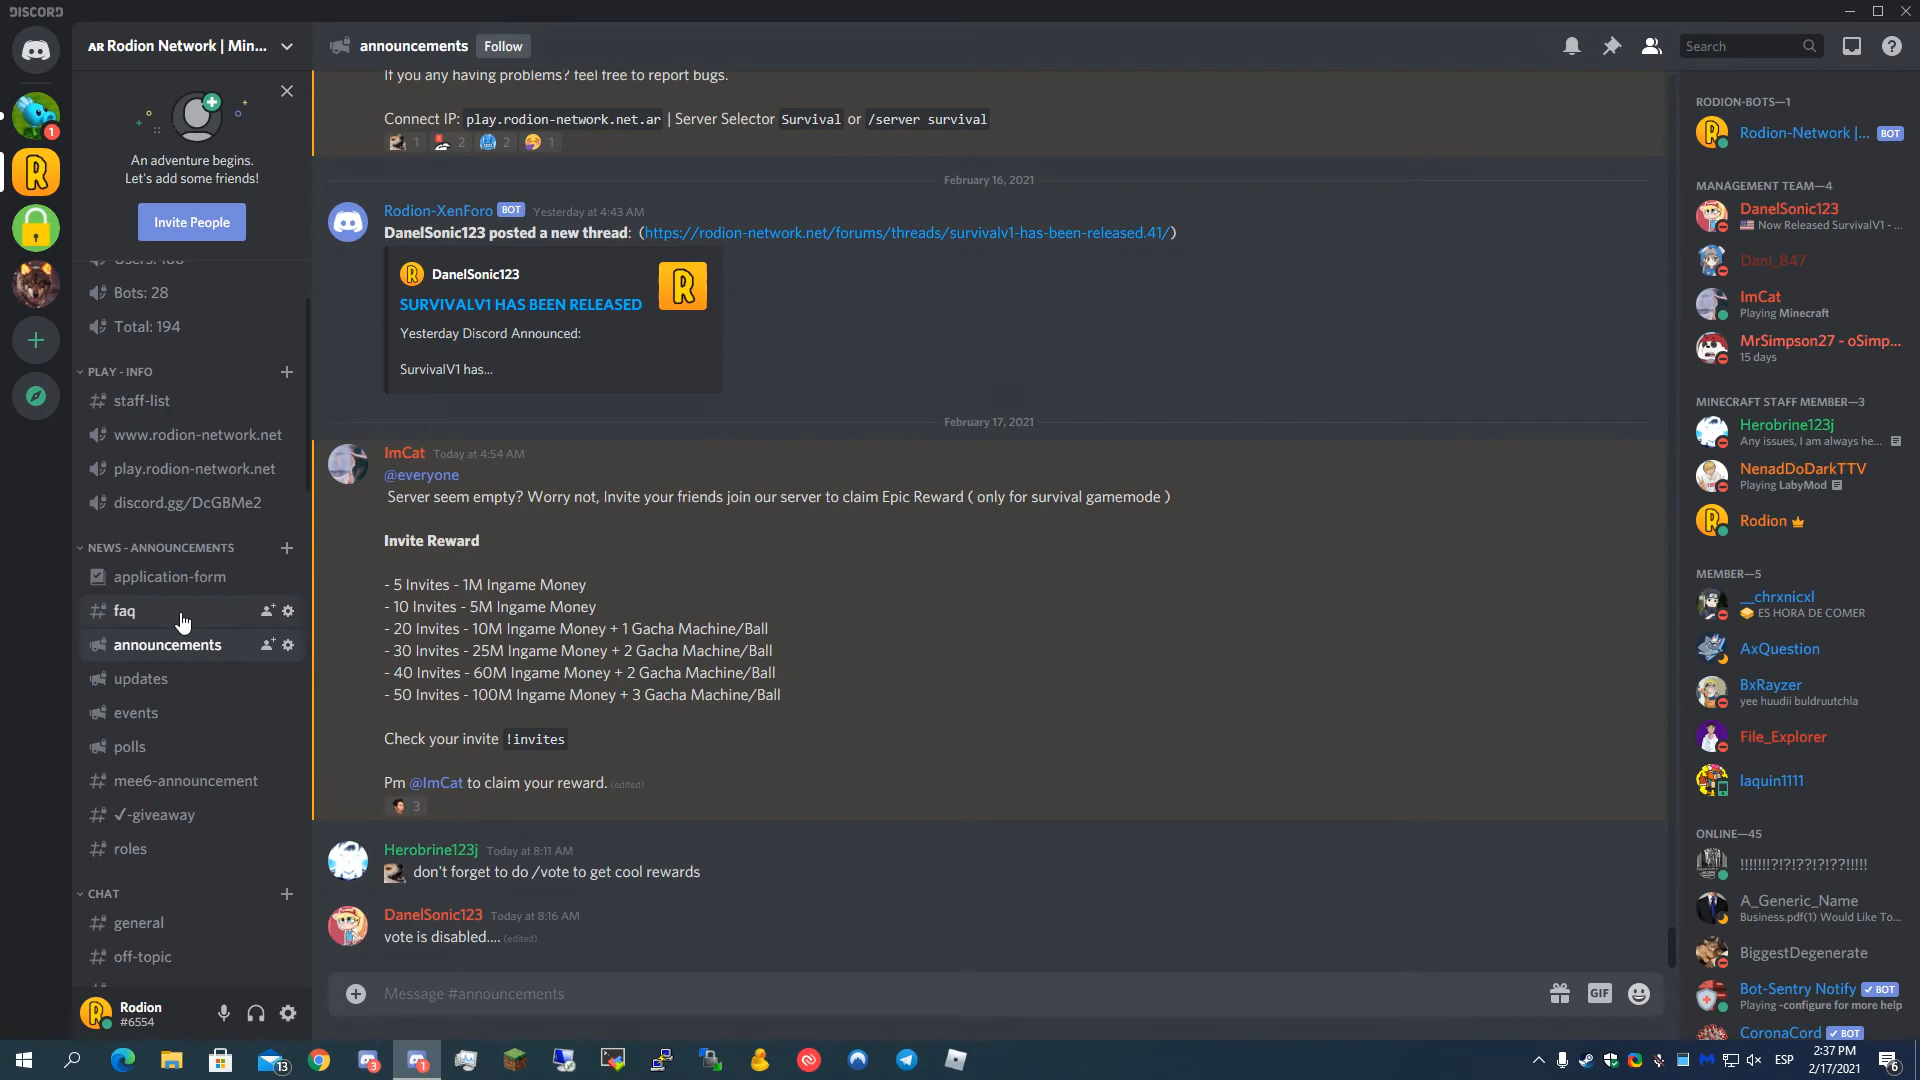 DISCORD
AR Rodion Network | Min...
announcements
Follow
Search
An adventure begins.
Let's add some friends!
Invite People
Bots: 28
Total: 194
PLAY - INFO
staff-list
www.rodion-network.net
play.rodion-network.net
discord.gg/DcGBMe2
NEWS - ANNOUNCEMENTS
application-form
faq
announcements
updates
events
polls
mee6-announcement
✓-giveaway
roles
CHAT
general
off-topic
Rodion
#6554
If you any having problems? feel free to report bugs.
Connect IP: play.rodion-network.net.ar | Server Selector Survival or /server survival
1 2 2 1
February 16, 2021
Rodion-XenForo BOT Yesterday at 4:43 AM
DanelSonic123 posted a new thread: (https://rodion-network.net/forums/threads/survivalv1-has-been-released.41/)
DanelSonic123
SURVIVALV1 HAS BEEN RELEASED
Yesterday Discord Announced:
SurvivalV1 has...
February 17, 2021
ImCat Today at 4:54 AM
@everyone
Server seem empty? Worry not, Invite your friends join our server to claim Epic Reward ( only for survival gamemode )
Invite Reward
- 5 Invites - 1M Ingame Money
- 10 Invites - 5M Ingame Money
- 20 Invites - 10M Ingame Money + 1 Gacha Machine/Ball
- 30 Invites - 25M Ingame Money + 2 Gacha Machine/Ball
- 40 Invites - 60M Ingame Money + 2 Gacha Machine/Ball
- 50 Invites - 100M Ingame Money + 3 Gacha Machine/Ball
Check your invite !invites
Pm @ImCat to claim your reward. (edited)
3
Herobrine123j Today at 8:11 AM
don't forget to do /vote to get cool rewards
DanelSonic123 Today at 8:16 AM
vote is disabled.... (edited)
Message #announcements
GIF
RODION-BOTS—1
Rodion-Network |... BOT
MANAGEMENT TEAM—4
DanelSonic123
Now Released SurvivalV1 - ...
Danl_847
ImCat
Playing Minecraft
MrSimpson27 - oSimp...
15 days
MINECRAFT STAFF MEMBER—3
Herobrine123j
Any issues, I am always he...
NenadDoDarkTTV
Playing LabyMod
Rodion
MEMBER—5
__chrxnicxl
ES HORA DE COMER
AxQuestion
BxRayzer
yee huudii buldruutchla
File_Explorer
laquin1111
ONLINE—45
!!!!!!!?!?!??!?!??!!!!!
A_Generic_Name
Business.pdf(1) Would Like To...
BiggestDegenerate
Bot-Sentry Notify ✓ BOT
Playing -configure for more help
CoronaCord ✓ BOT
13
3
1
ESP
2:37 PM
2/17/2021
6